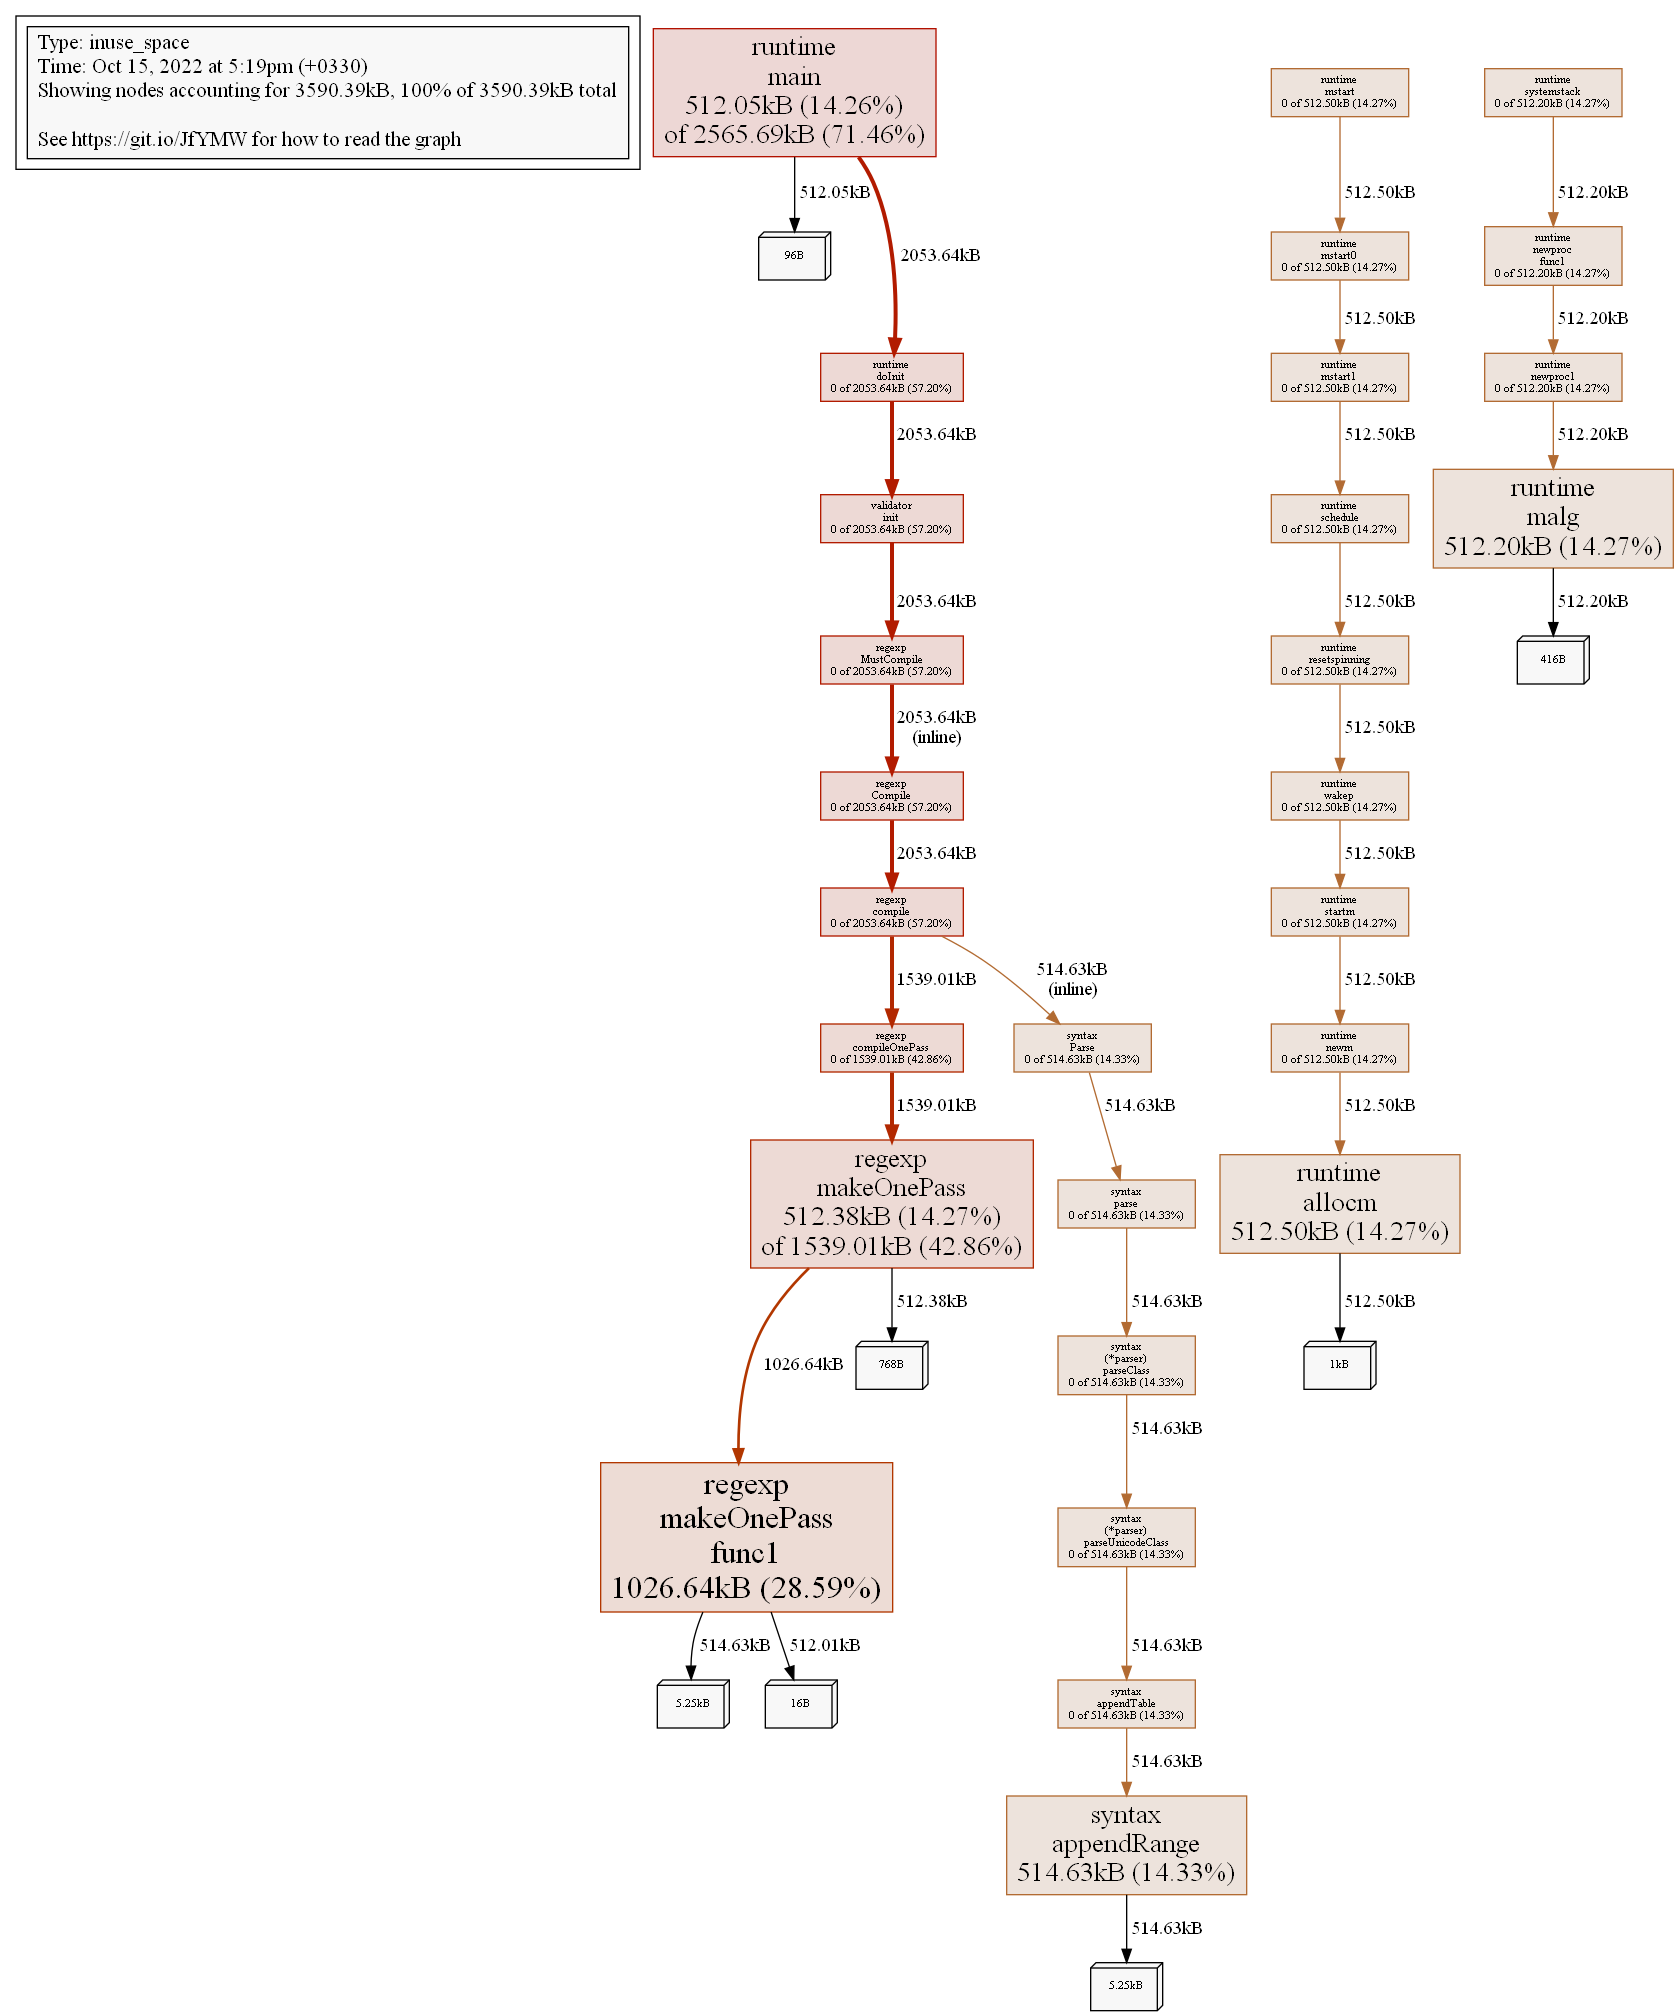 Type: inuse_space
Time: Oct 15, 2022 at 5:19pm (+0330)
Showing nodes accounting for 3590.39kB, 100% of 3590.39kB total
See https://git.io/JfYMW for how to read the graph
runtime
main
512.05kB (14.26%)
of 2565.69kB (71.46%)
512.05kB
96B
2053.64kB
runtime
doInit
0 of 2053.64kB (57.20%)
2053.64kB
validator
init
0 of 2053.64kB (57.20%)
2053.64kB
regexp
MustCompile
0 of 2053.64kB (57.20%)
2053.64kB
(inline)
regexp
Compile
0 of 2053.64kB (57.20%)
2053.64kB
regexp
compile
0 of 2053.64kB (57.20%)
1539.01kB
514.63kB
(inline)
regexp
compileOnePass
0 of 1539.01kB (42.86%)
1539.01kB
regexp
makeOnePass
512.38kB (14.27%)
of 1539.01kB (42.86%)
1026.64kB
512.38kB
768B
regexp
makeOnePass
func1
1026.64kB (28.59%)
514.63kB
512.01kB
5.25kB
16B
syntax
Parse
0 of 514.63kB (14.33%)
514.63kB
syntax
parse
0 of 514.63kB (14.33%)
514.63kB
syntax
(*parser)
parseClass
0 of 514.63kB (14.33%)
514.63kB
syntax
(*parser)
parseUnicodeClass
0 of 514.63kB (14.33%)
514.63kB
syntax
appendTable
0 of 514.63kB (14.33%)
514.63kB
syntax
appendRange
514.63kB (14.33%)
514.63kB
5.25kB
runtime
mstart
0 of 512.50kB (14.27%)
512.50kB
runtime
mstart0
0 of 512.50kB (14.27%)
512.50kB
runtime
mstart1
0 of 512.50kB (14.27%)
512.50kB
runtime
schedule
0 of 512.50kB (14.27%)
512.50kB
runtime
resetspinning
0 of 512.50kB (14.27%)
512.50kB
runtime
wakep
0 of 512.50kB (14.27%)
512.50kB
runtime
startm
0 of 512.50kB (14.27%)
512.50kB
runtime
newm
0 of 512.50kB (14.27%)
512.50kB
runtime
allocm
512.50kB (14.27%)
512.50kB
1kB
runtime
systemstack
0 of 512.20kB (14.27%)
512.20kB
runtime
newproc
func1
0 of 512.20kB (14.27%)
512.20kB
runtime
newproc1
0 of 512.20kB (14.27%)
512.20kB
runtime
malg
512.20kB (14.27%)
512.20kB
416B